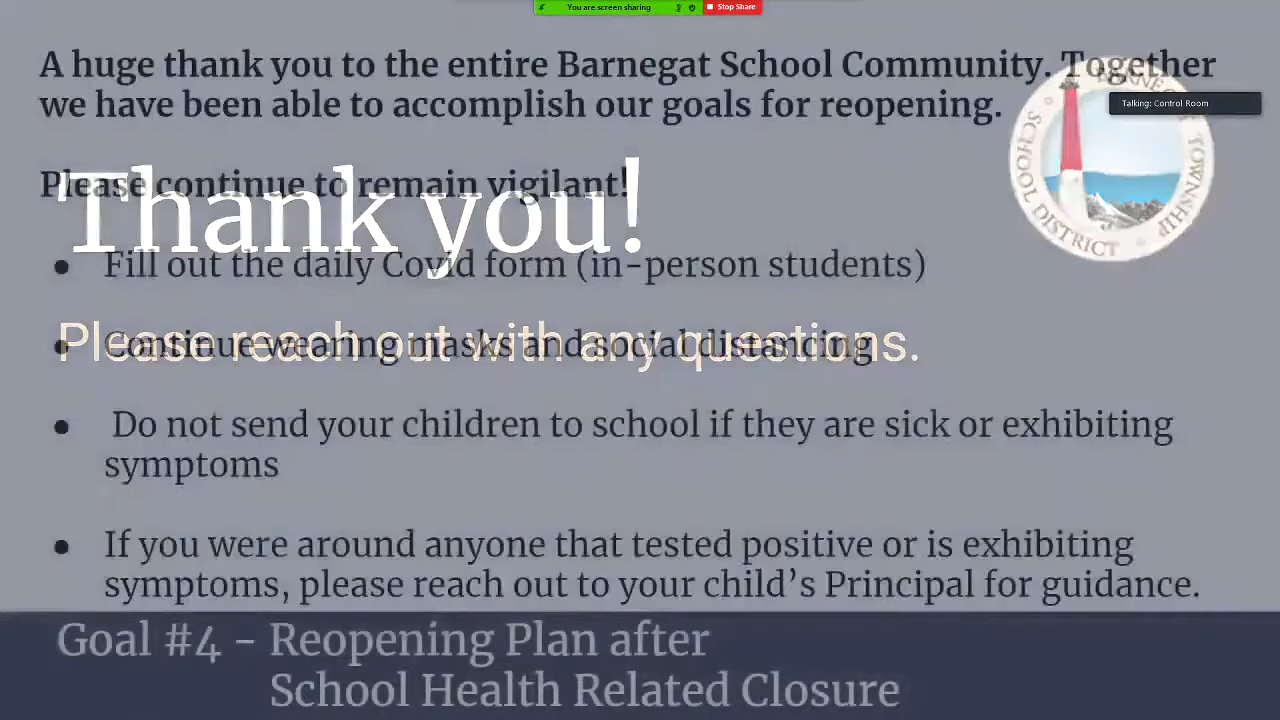 You are screen sharing
Stop Share
A huge thank you to the entire Barnegat School Community. Together
we have been able to accomplish our goals for reopening.
Talking: Control Room
BARNEGAT TOWNSHIP SCHOOL DISTRICT
Please continue to remain vigilant!
Thank you!
• Fill out the daily Covid form (in-person students)
• Continue wearing masks and social distancing
Please reach out with any questions.
• Do not send your children to school if they are sick or exhibiting
symptoms
• If you were around anyone that tested positive or is exhibiting
symptoms, please reach out to your child’s Principal for guidance.
Goal #4 - Reopening Plan after
School Health Related Closure